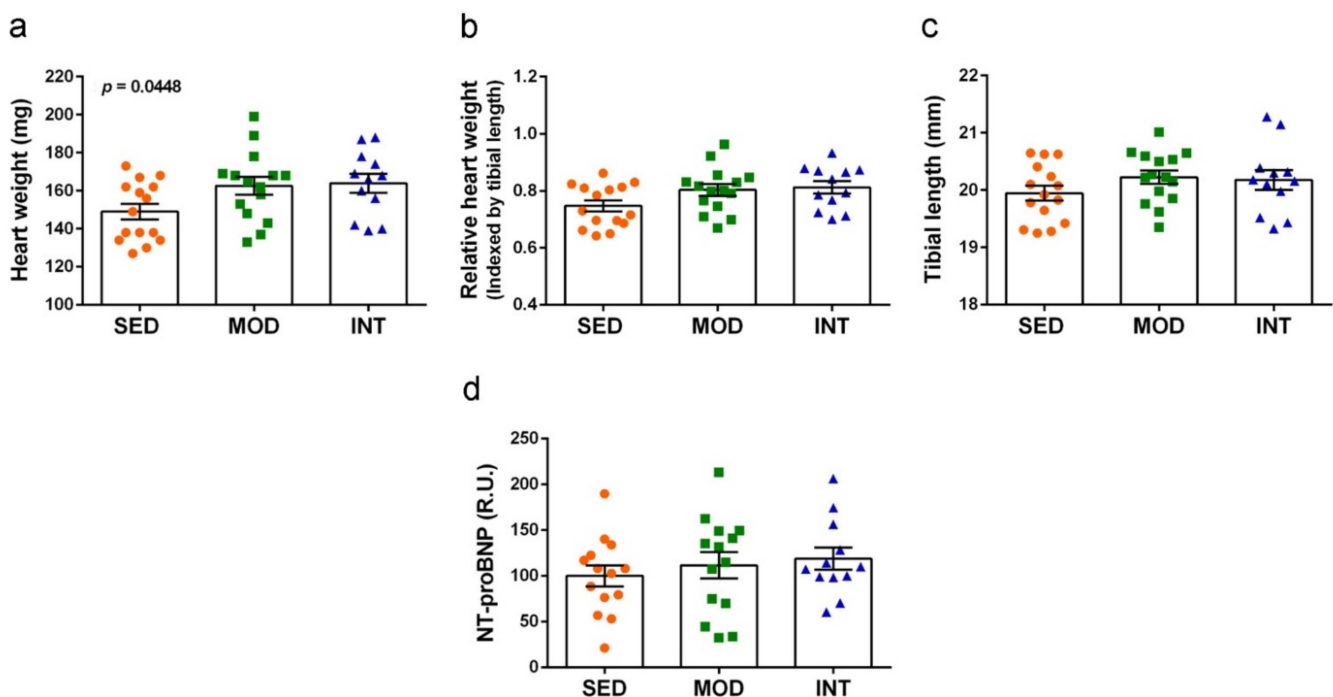 a
Heart weight (mg)
220
200
180
160
140
120
100
p = 0.0448
SED MOD INT
b
Relative heart weight
(Indexed by tibial length)
1.2
1.0
0.8
0.6
0.4
SED MOD INT
c
Tibial length (mm)
22
21
20
19
18
SED MOD INT
d
NT-proBNP (R.U.)
250
200
150
100
50
0
SED MOD INT